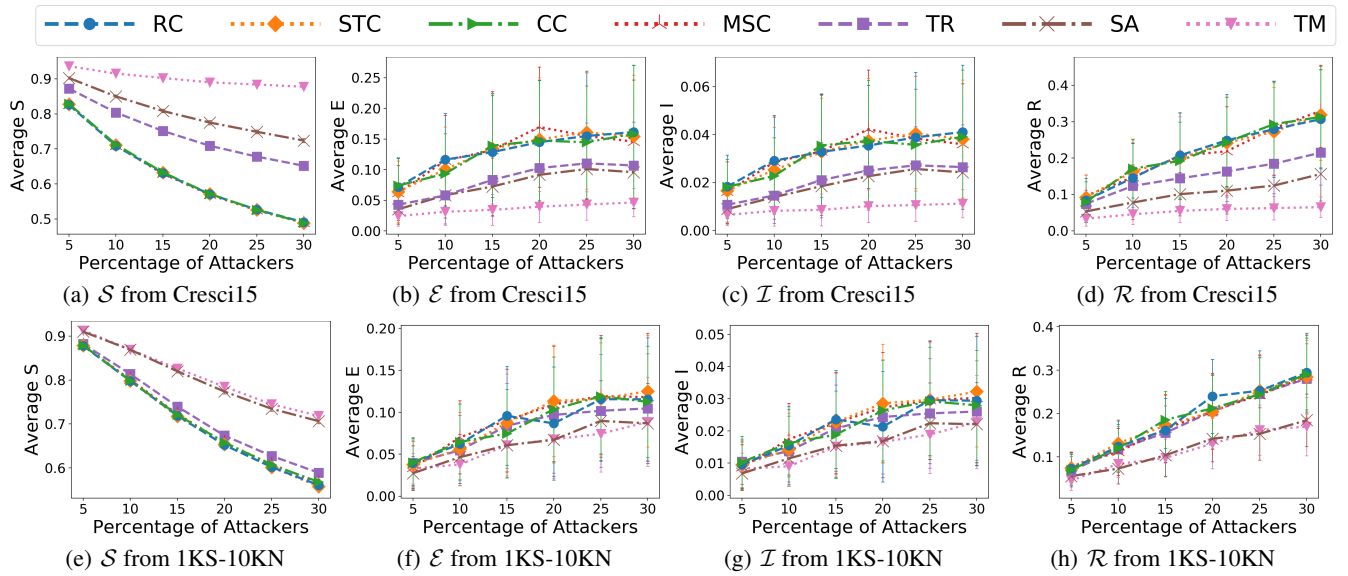 RC STC CC MSC TR SA TM
0.9
0.8
0.7
0.6
0.5
Average S
5 10 15 20 25 30
Percentage of Attackers
(a) S from Cresci15
0.25
0.20
0.15
0.10
0.05
0.00
Average E
5 10 15 20 25 30
Percentage of Attackers
(b) E from Cresci15
0.06
0.04
0.02
0.00
Average I
5 10 15 20 25 30
Percentage of Attackers
(c) I from Cresci15
0.4
0.3
0.2
0.1
0.0
Average R
5 10 15 20 25 30
Percentage of Attackers
(d) R from Cresci15
0.9
0.8
0.7
0.6
Average S
5 10 15 20 25 30
Percentage of Attackers
(e) S from 1KS-10KN
0.20
0.15
0.10
0.05
0.00
Average E
5 10 15 20 25 30
Percentage of Attackers
(f) E from 1KS-10KN
0.05
0.04
0.03
0.02
0.01
0.00
Average I
5 10 15 20 25 30
Percentage of Attackers
(g) I from 1KS-10KN
0.4
0.3
0.2
0.1
Average R
5 10 15 20 25 30
Percentage of Attackers
(h) R from 1KS-10KN